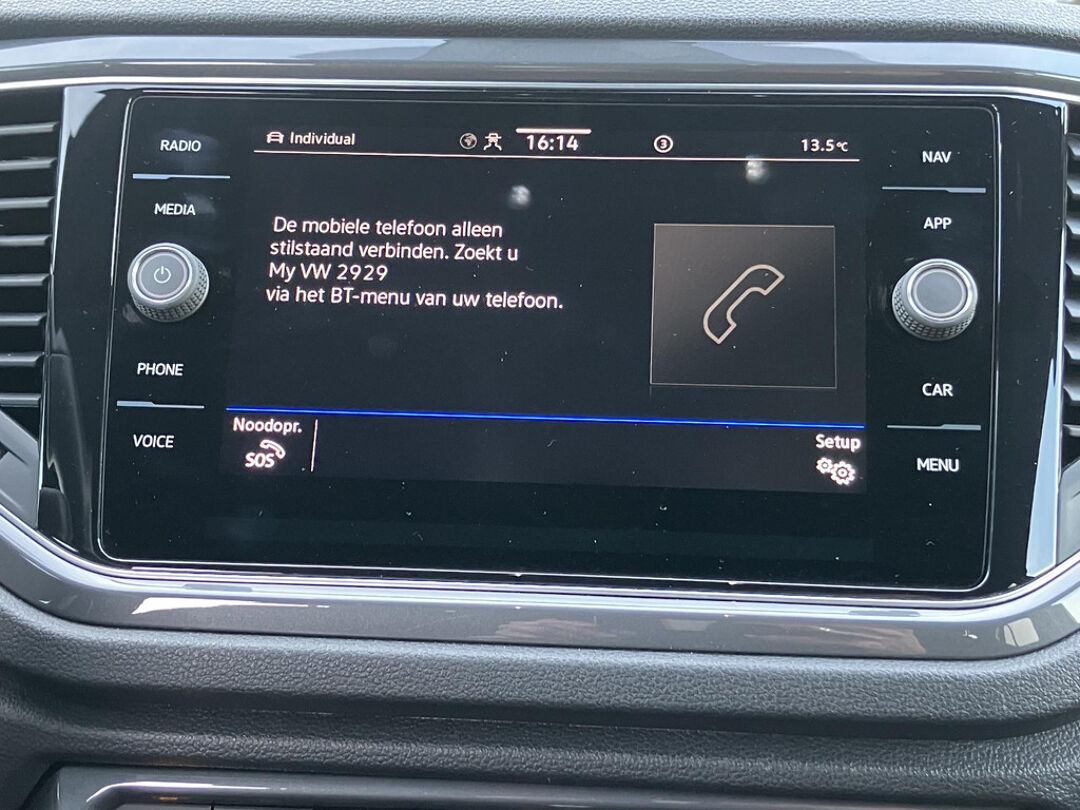 RADIO
MEDIA
PHONE
VOICE
Individual
16:14
3
13.5°C
De mobiele telefoon alleen
stilstaand verbinden. Zoekt u
My VW 2929
via het BT-menu van uw telefoon.
Noodopr.
SOS
Setup
NAV
APP
CAR
MENU